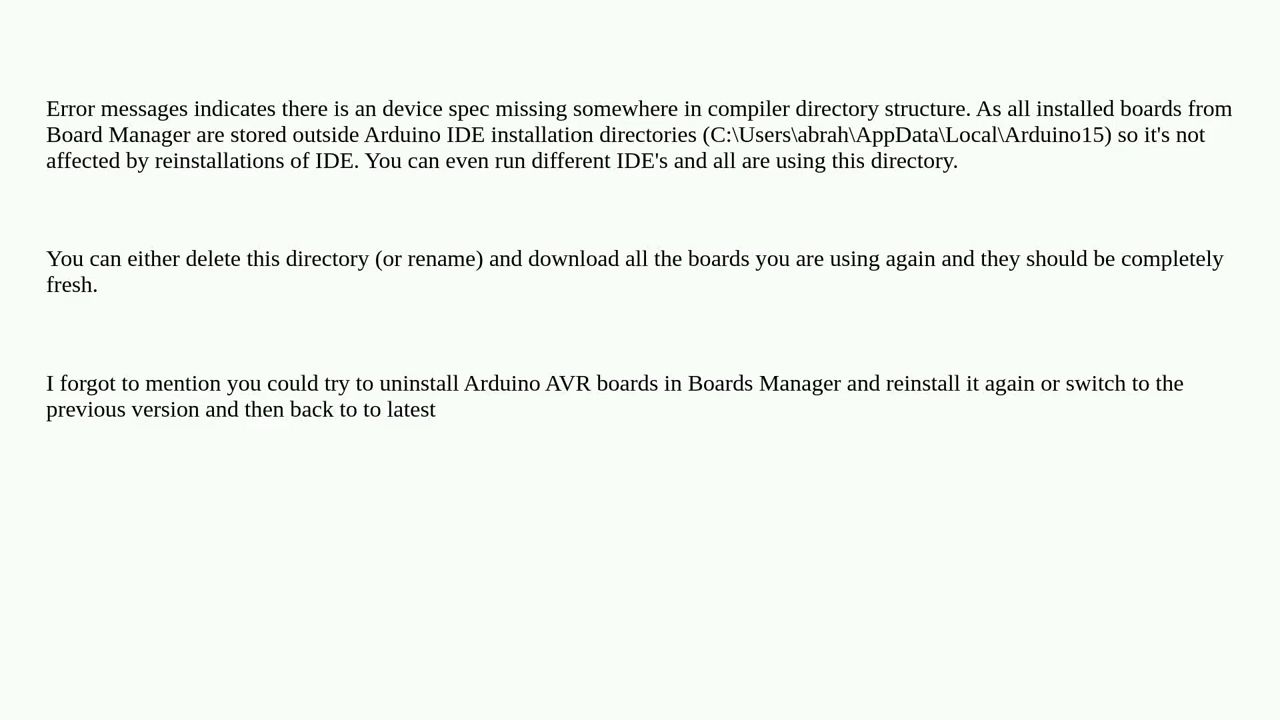 Error messages indicates there is an device spec missing somewhere in compiler directory structure. As all installed boards from
Board Manager are stored outside Arduino IDE installation directories (C:\Users\abrah\AppData\Local\Arduino15) so it's not
affected by reinstallations of IDE. You can even run different IDE's and all are using this directory.
You can either delete this directory (or rename) and download all the boards you are using again and they should be completely
fresh.
I forgot to mention you could try to uninstall Arduino AVR boards in Boards Manager and reinstall it again or switch to the
previous version and then back to to latest